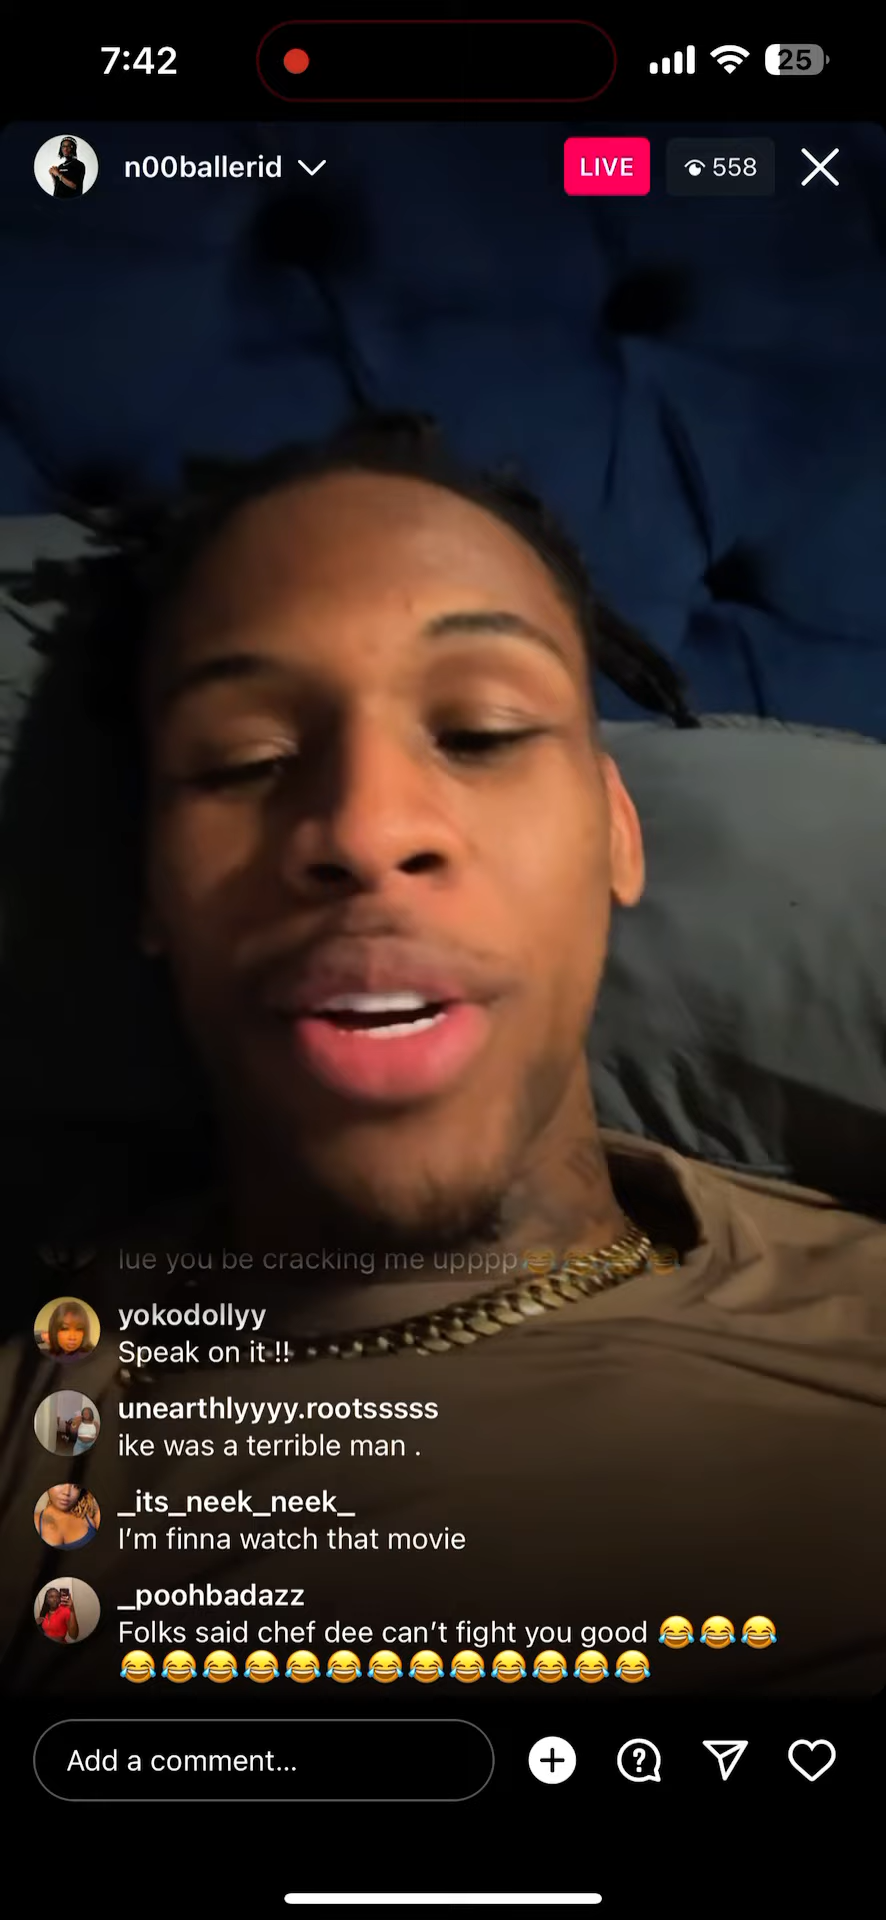 7:42
25
n00ballerid
LIVE
558
lue you be cracking me upppp😂😂😂😂
yokodollyy
Speak on it !!
unearthlyyyy.rootsssss
ike was a terrible man .
_its_neek_neek_
I’m finna watch that movie
_poohbadazz
Folks said chef dee can’t fight you good 😂😂😂
😂😂😂😂😂😂😂😂😂😂😂😂😂
Add a comment...